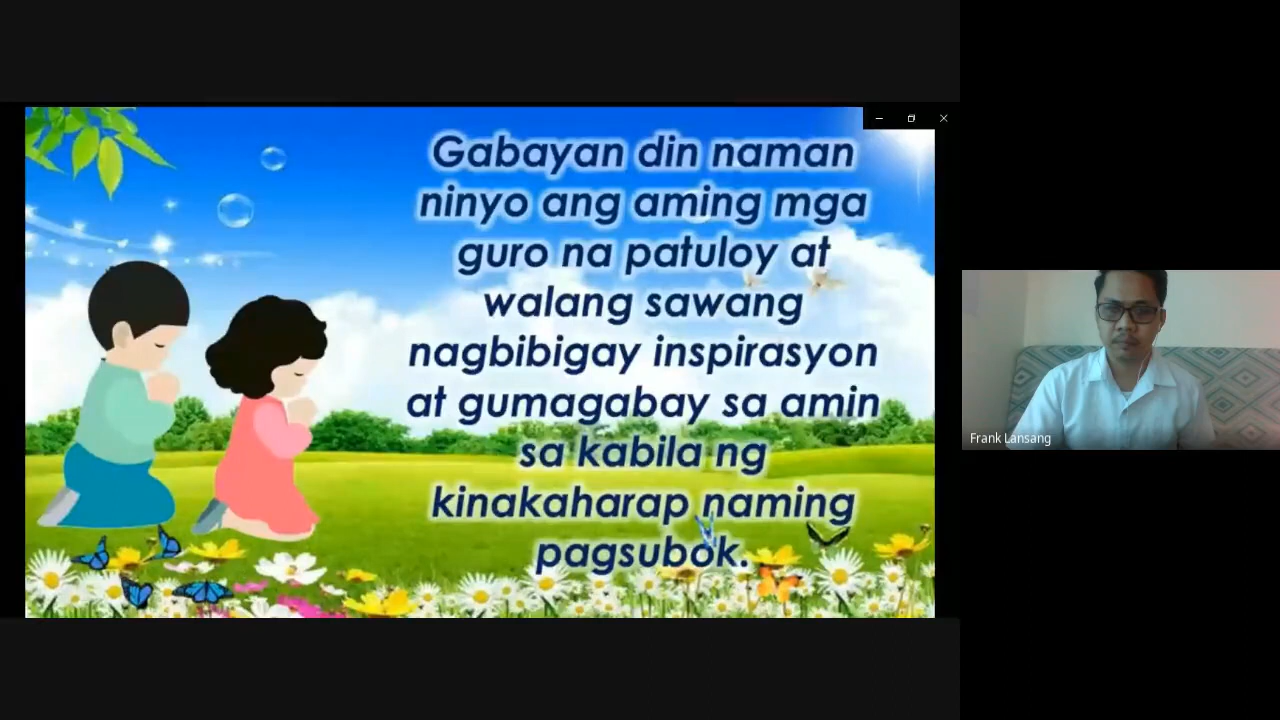 Gabayan din naman
ninyo ang aming mga
guro na patuloy at
walang sawang
nagbibigay inspirasyon
at gumagabay sa amin
sa kabila ng
kinakaharap naming
pagsubok.
Frank Lansang